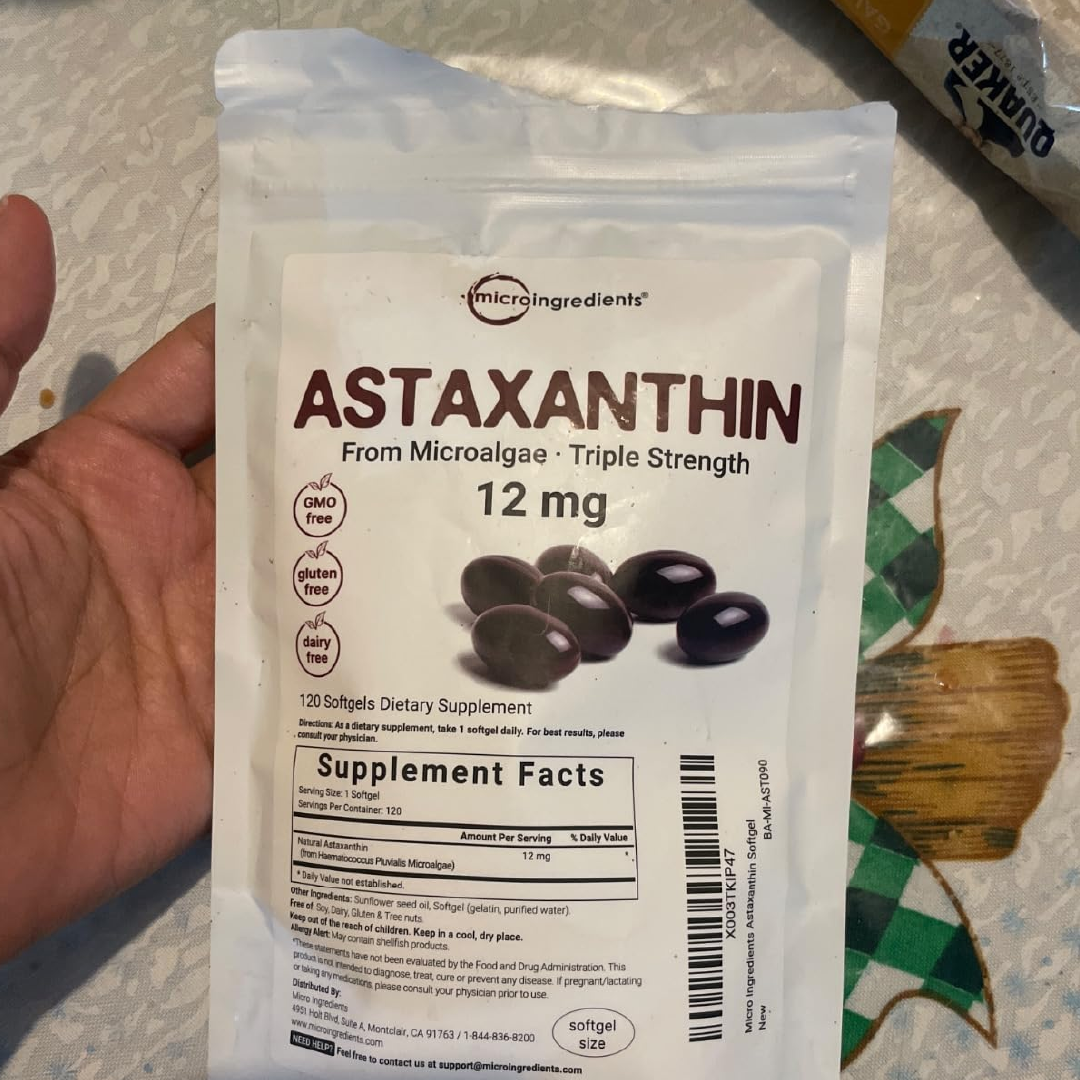 QUAKER
microingredients®
ASTAXANTHIN
From Microalgae · Triple Strength
12 mg
GMO
free
gluten
free
dairy
free
120 Softgels Dietary Supplement
Directions: As a dietary supplement, take 1 softgel daily. For best results, please
consult your physician.
Supplement Facts
Serving Size: 1 Softgel
Servings Per Container: 120
Amount Per Serving % Daily Value
Natural Astaxanthin 12 mg *
(from Haematococcus Pluvialis Microalgae)
* Daily Value not established.
Other Ingredients: Sunflower seed oil, Softgel (gelatin, purified water).
Free of Soy, Dairy, Gluten & Tree nuts.
Keep out of the reach of children. Keep in a cool, dry place.
Allergy Alert: May contain shellfish products.
*These statements have not been evaluated by the Food and Drug Administration. This
product is not intended to diagnose, treat, cure or prevent any disease. If pregnant/lactating
or taking any medications, please consult your physician prior to use.
Distributed By:
Micro Ingredients
4951 Holt Blvd, Suite A, Montclair, CA 91763 / 1-844-836-8200
www.microingredients.com
NEED HELP? Feel free to contact us at support@microingredients.com
softgel
size
X003TKIP47
Micro Ingredients Astaxanthin Softgel
New
BA-MI-AST090